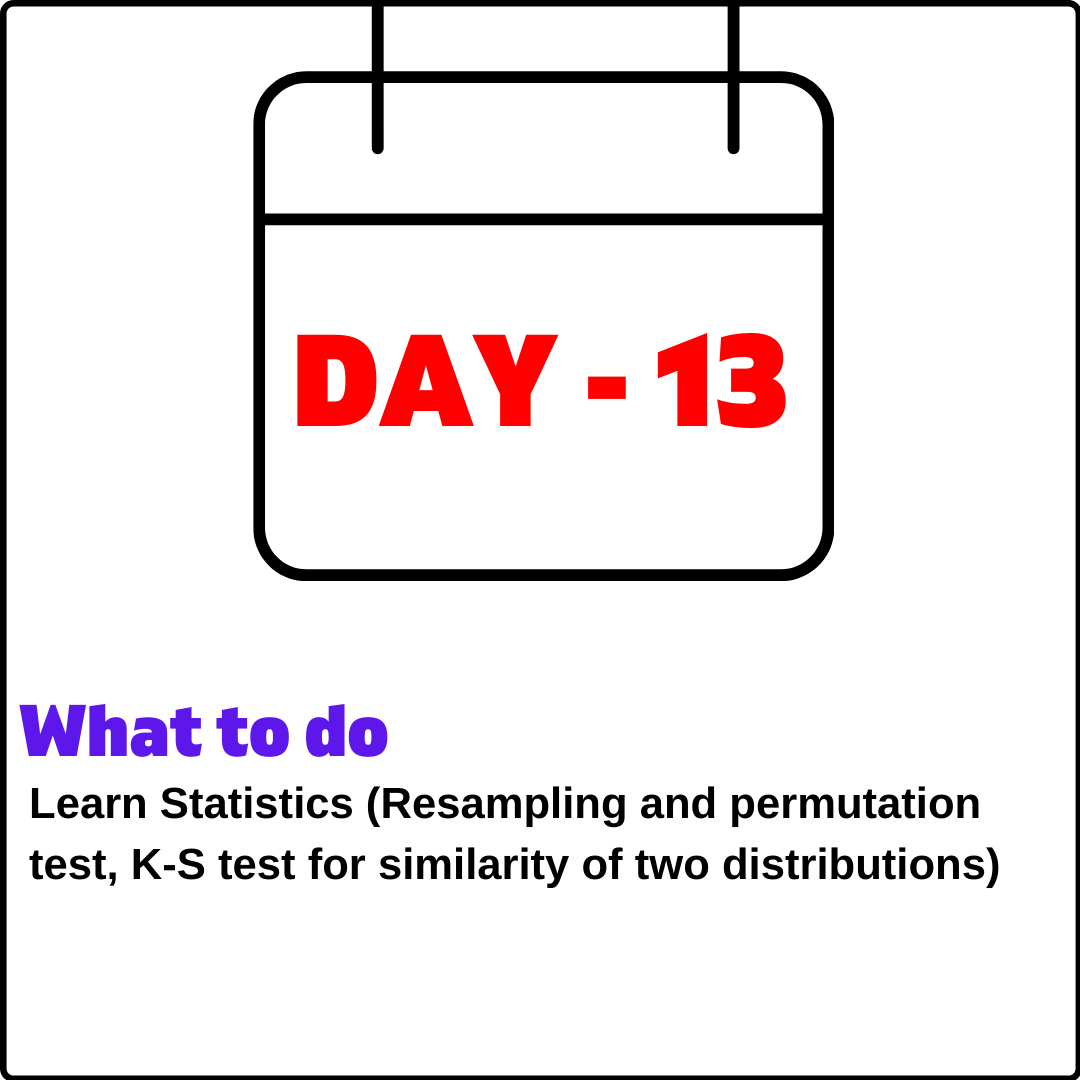 DAY - 13
What to do
Learn Statistics (Resampling and permutation
test, K-S test for similarity of two distributions)